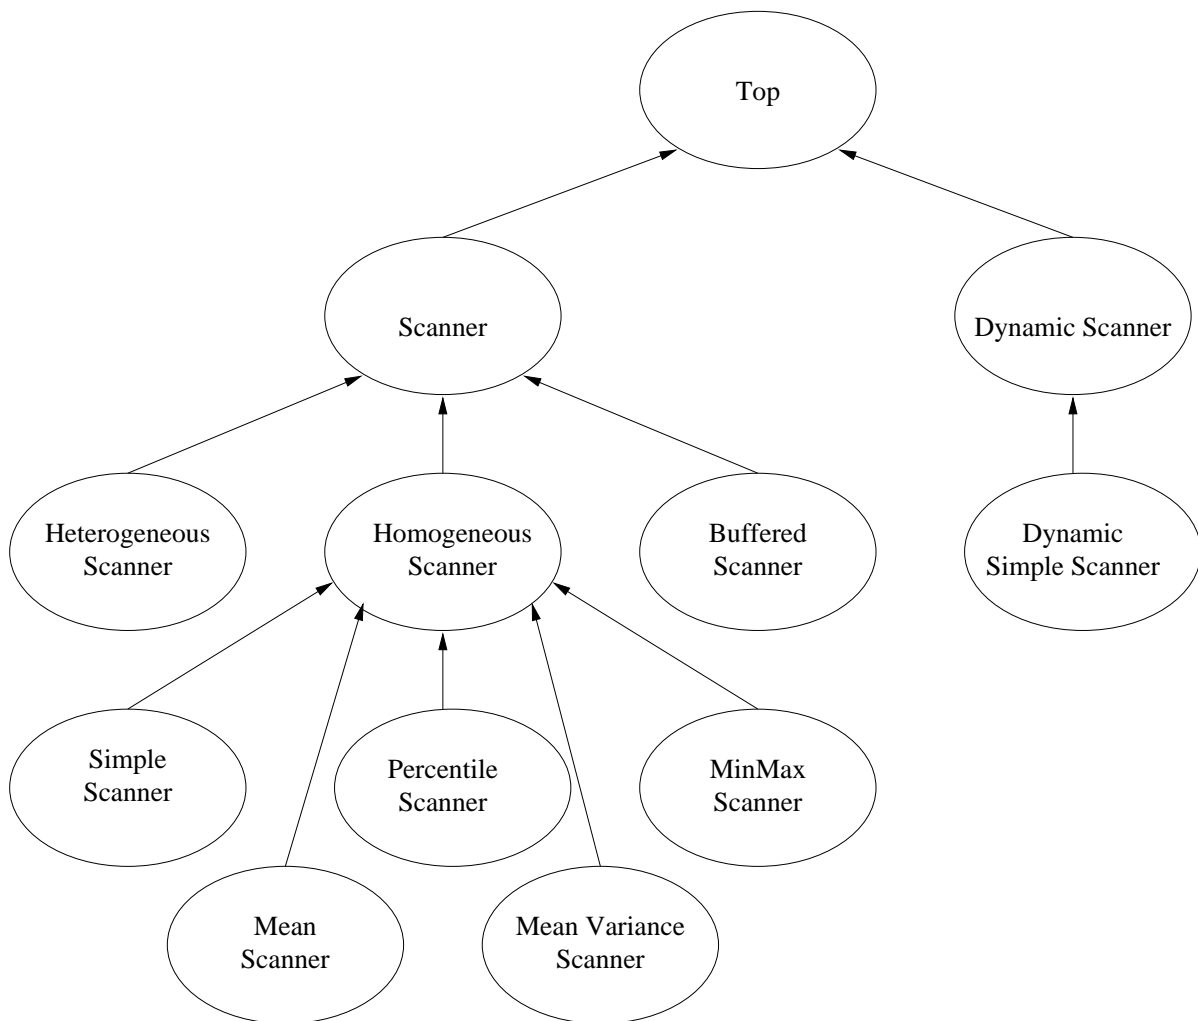 Top
Scanner
Dynamic Scanner
Heterogeneous
Scanner
Homogeneous
Scanner
Buffered
Scanner
Dynamic
Simple Scanner
Simple
Scanner
Percentile
Scanner
MinMax
Scanner
Mean
Scanner
Mean Variance
Scanner